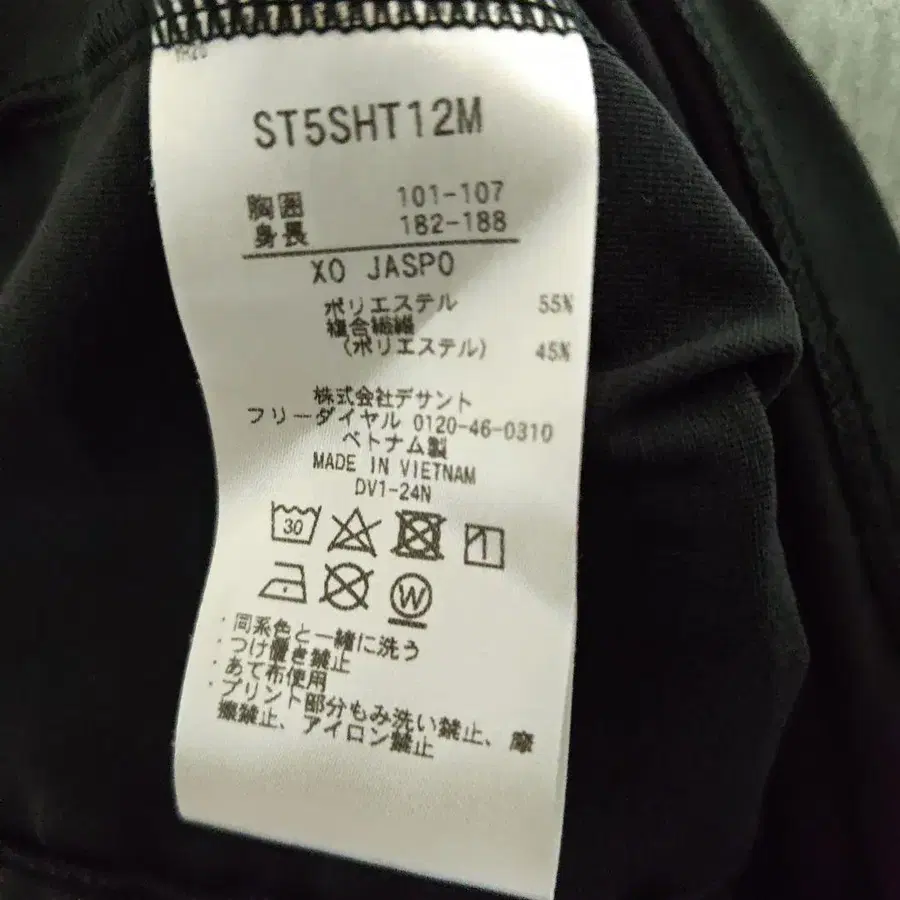 ST5SHT12M
胸囲 101-107
身長 182-188
XO JASPO
ポリエステル 55%
複合繊維
(ポリエステル) 45%
株式会社デサント
フリーダイヤル 0120-46-0310
ベトナム製
MADE IN VIETNAM
DV1-24N
30
W
・同系色と一緒に洗う
・つけ置き禁止
・あて布使用
・プリント部分もみ洗い禁止、摩
擦禁止、アイロン禁止